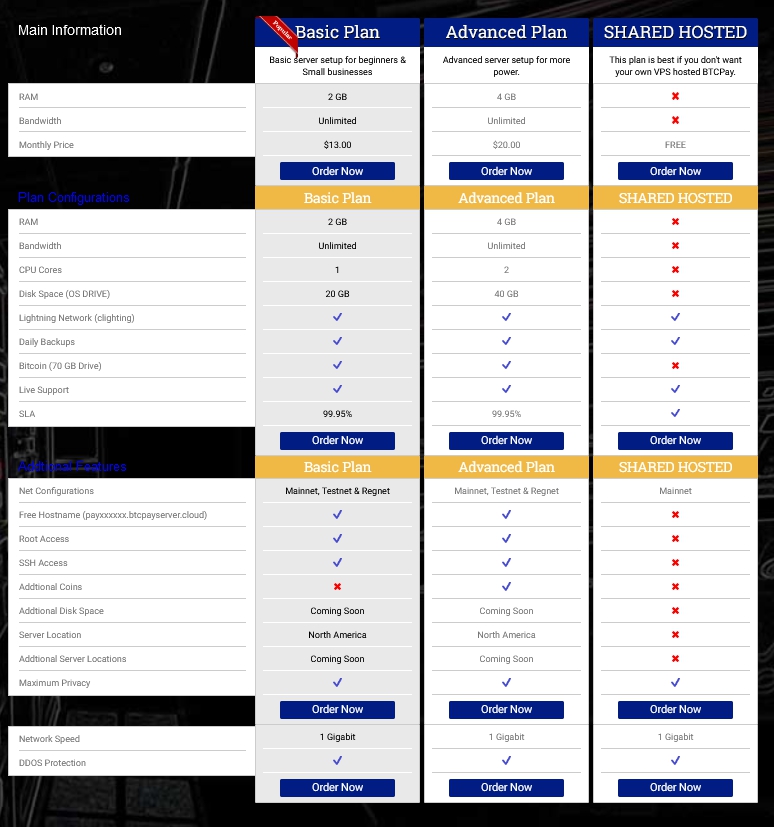 Main Information
Popular
Basic Plan
Advanced Plan
SHARED HOSTED
Basic server setup for beginners &
Small businesses
Advanced server setup for more
power.
This plan is best if you don't want
your own VPS hosted BTCPay.
RAM 2 GB 4 GB
Bandwidth Unlimited Unlimited
Monthly Price $13.00 $20.00 FREE
Order Now Order Now Order Now
Plan Configurations Basic Plan Advanced Plan SHARED HOSTED
RAM 2 GB 4 GB
Bandwidth Unlimited Unlimited
CPU Cores 1 2
Disk Space (OS DRIVE) 20 GB 40 GB
Lightning Network (clighting)
Daily Backups
Bitcoin (70 GB Drive)
Live Support
SLA 99.95% 99.95%
Order Now Order Now Order Now
Addtional Features Basic Plan Advanced Plan SHARED HOSTED
Net Configurations Mainnet, Testnet & Regnet Mainnet, Testnet & Regnet Mainnet
Free Hostname (payxxxxxx.btcpayserver.cloud)
Root Access
SSH Access
Addtional Coins
Addtional Disk Space Coming Soon Coming Soon
Server Location North America North America
Addtional Server Locations Coming Soon Coming Soon
Maximum Privacy
Order Now Order Now Order Now
Network Speed 1 Gigabit 1 Gigabit 1 Gigabit
DDOS Protection
Order Now Order Now Order Now